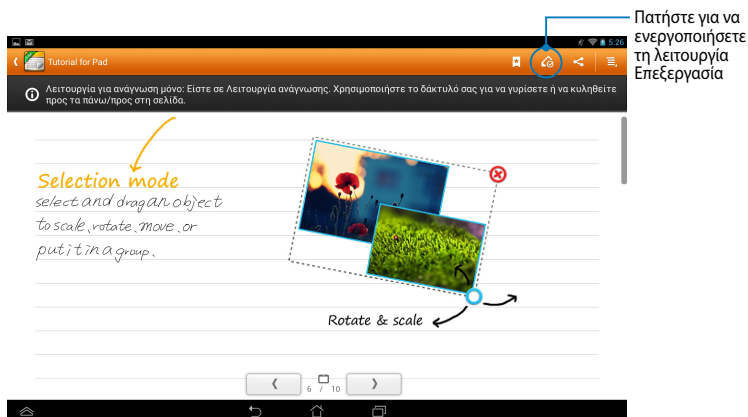 Πατήστε για να
ενεργοποιήσετε
τη λειτουργία
Επεξεργασία
5:26
Tutorial for Pad
Λειτουργία για ανάγνωση μόνο: Είστε σε Λειτουργία ανάγνωσης. Χρησιμοποιήστε το δάκτυλό σας για να γυρίσετε ή να κυληθείτε
προς τα πάνω/προς στη σελίδα.
Selection mode
select and drag an object
to scale, rotate, move, or
put it in a group.
Rotate & scale
6 / 10